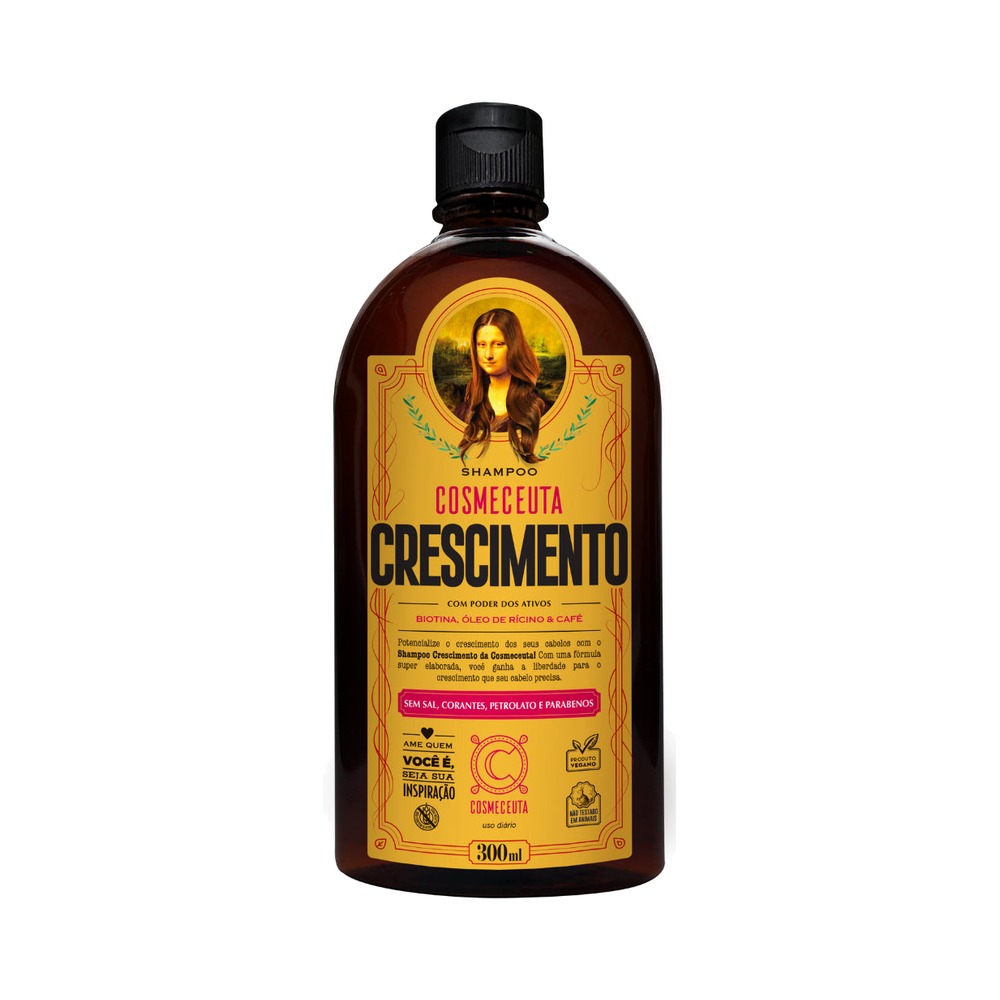 SHAMPOO
COSMECEUTA
CRESCIMENTO
COM PODER DOS ATIVOS
BIOTINA, ÓLEO DE RÍCINO & CAFÉ
Potencialize o crescimento dos seus cabelos com o
Shampoo Crescimento da Cosmeceuta! Com uma fórmula
super elaborada, você ganha a liberdade para o
crescimento que seu cabelo precisa.
SEM SAL, CORANTES, PETROLATO E PARABENOS
AME QUEM
VOCÊ É,
SEJA SUA
INSPIRAÇÃO
C
COSMECEUTA
uso diário
PRODUTO
VEGANO
NÃO TESTADO
EM ANIMAIS
300ml